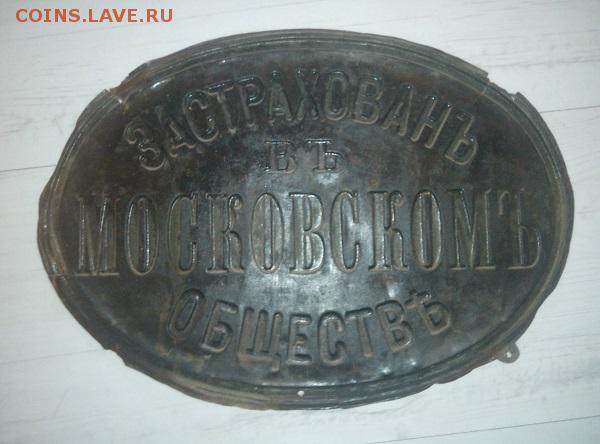 COINS.LAVE.RU
ЗАСТРАХОВАНЪ
ВЪ
МОСКОВСКОМЪ
ОБЩЕСТВѢ